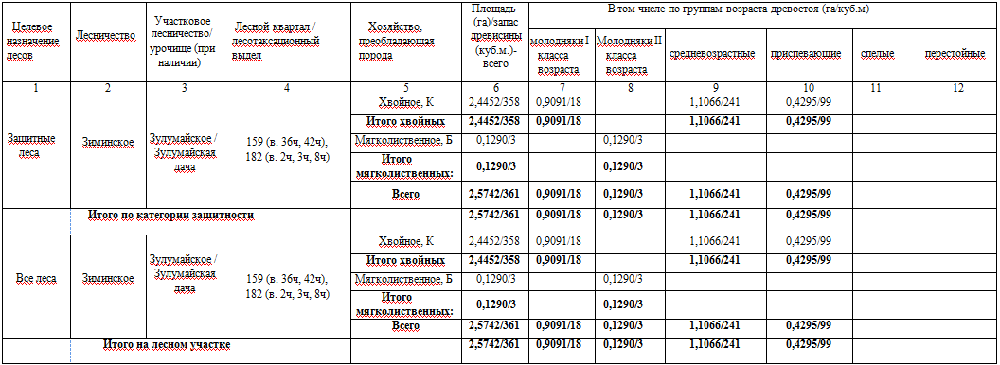 Целевое назначение лесов | Лесничество | Участковое лесничество/ урочище (при наличии) | Лесной квартал / лесотаксационный выдел | Хозяйство, преобладающая порода | Площадь (га)/запас древисины (куб.м.)- всего | В том числе по группам возраста древостоя (га/куб.м)
молодняки I класса возраста | Молодняки II класса возраста | средневозрастные | приспевающие | спелые | перестойные
1 | 2 | 3 | 4 | 5 | 6 | 7 | 8 | 9 | 10 | 11 | 12
Защитные леса | Зиминское | Зулумайское / Зулумайская дача | 159 (в. 36ч, 42ч), 182 (в. 2ч, 3ч, 8ч) | Хвойное, К | 2,4452/358 | 0,9091/18 | 1,1066/241 | 0,4295/99
Итого хвойных | 2,4452/358 | 0,9091/18 | 1,1066/241 | 0,4295/99
Мягколиственные, Б | 0,1290/3 | 0,1290/3
Итого мягколиственных: | 0,1290/3 | 0,1290/3
Всего | 2,5742/361 | 0,9091/18 | 0,1290/3 | 1,1066/241 | 0,4295/99
Итого по категории защитности | 2,5742/361 | 0,9091/18 | 0,1290/3 | 1,1066/241 | 0,4295/99
Все леса | Зиминское | Зулумайское / Зулумайская дача | 159 (в. 36ч, 42ч), 182 (в. 2ч, 3ч, 8ч) | Хвойное, К | 2,4452/358 | 0,9091/18 | 1,1066/241 | 0,4295/99
Итого хвойных | 2,4452/358 | 0,9091/18 | 1,1066/241 | 0,4295/99
Мягколиственные, Б | 0,1290/3 | 0,1290/3
Итого мягколиственных: | 0,1290/3 | 0,1290/3
Всего | 2,5742/361 | 0,9091/18 | 0,1290/3 | 1,1066/241 | 0,4295/99
Итого на лесном участке | 2,5742/361 | 0,9091/18 | 0,1290/3 | 1,1066/241 | 0,4295/99